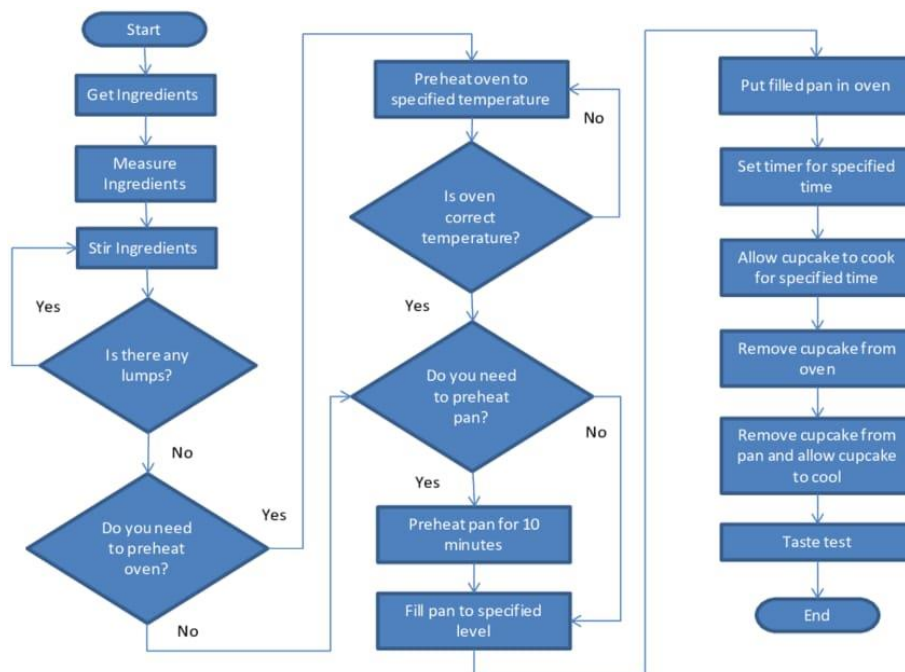 Start
Get Ingredients
Measure
Ingredients
Stir Ingredients
Yes
Is there any
lumps?
No
Do you need
to preheat
oven?
Yes
No
Preheat oven to
specified temperature
No
Is oven
correct
temperature?
Yes
Do you need
to preheat
pan?
No
Yes
Preheat pan for 10
minutes
Fill pan to specified
level
Put filled pan in oven
Set timer for specified
time
Allow cupcake to cook
for specified time
Remove cupcake from
oven
Remove cupcake from
pan and allow cupcake
to cool
Taste test
End